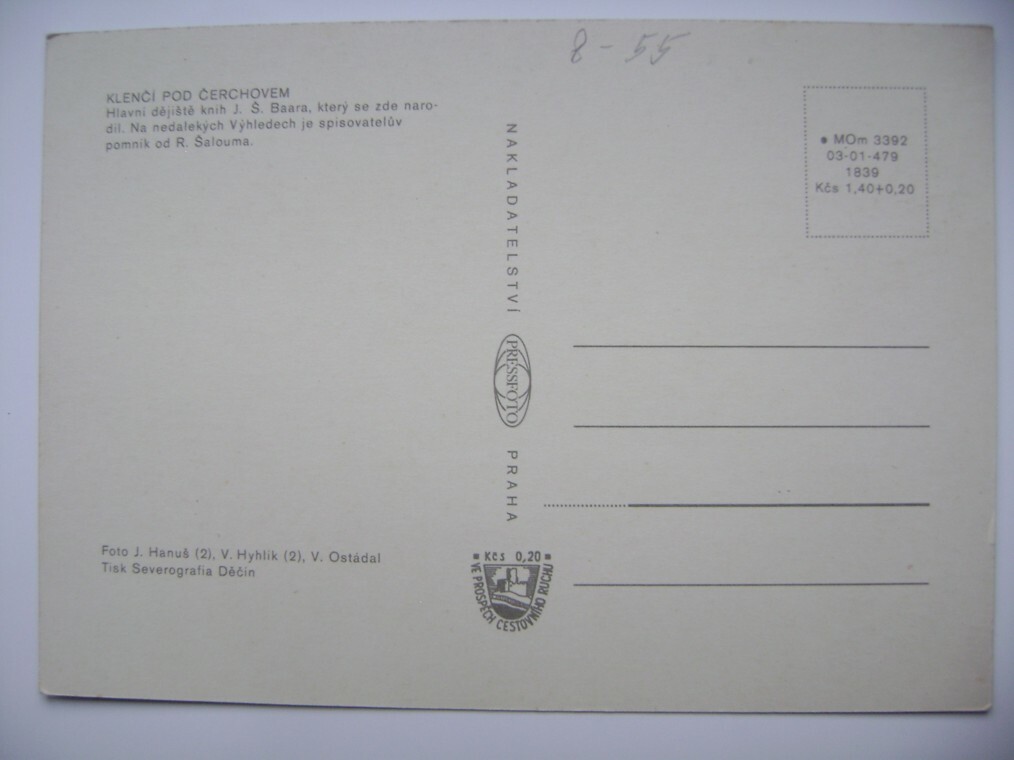 8 - 55
KLENČÍ POD ČERCHOVEM
Hlavní dějiště knih J. Š. Baara, který se zde naro-
dil. Na nedalekých Výhledech je spisovatelův
pomník od R. Šalouma.
MOm 3392
03-01-479
1839
Kčs 1,40+0,20
NAKLADATELSTVÍ
PRESSFOTO
PRAHA
Foto J. Hanuš (2), V. Hyhlík (2), V. Ostádal
Tisk Severografia Děčín
Kčs 0,20
VE PROSPĚCH CESTOVNÍHO RUCHU